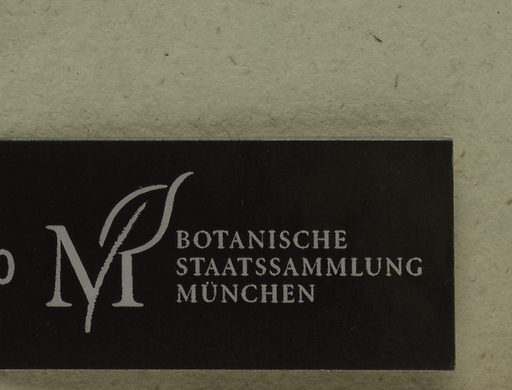 BOTANISCHE
STAATSSAMMLUNG
MÜNCHEN